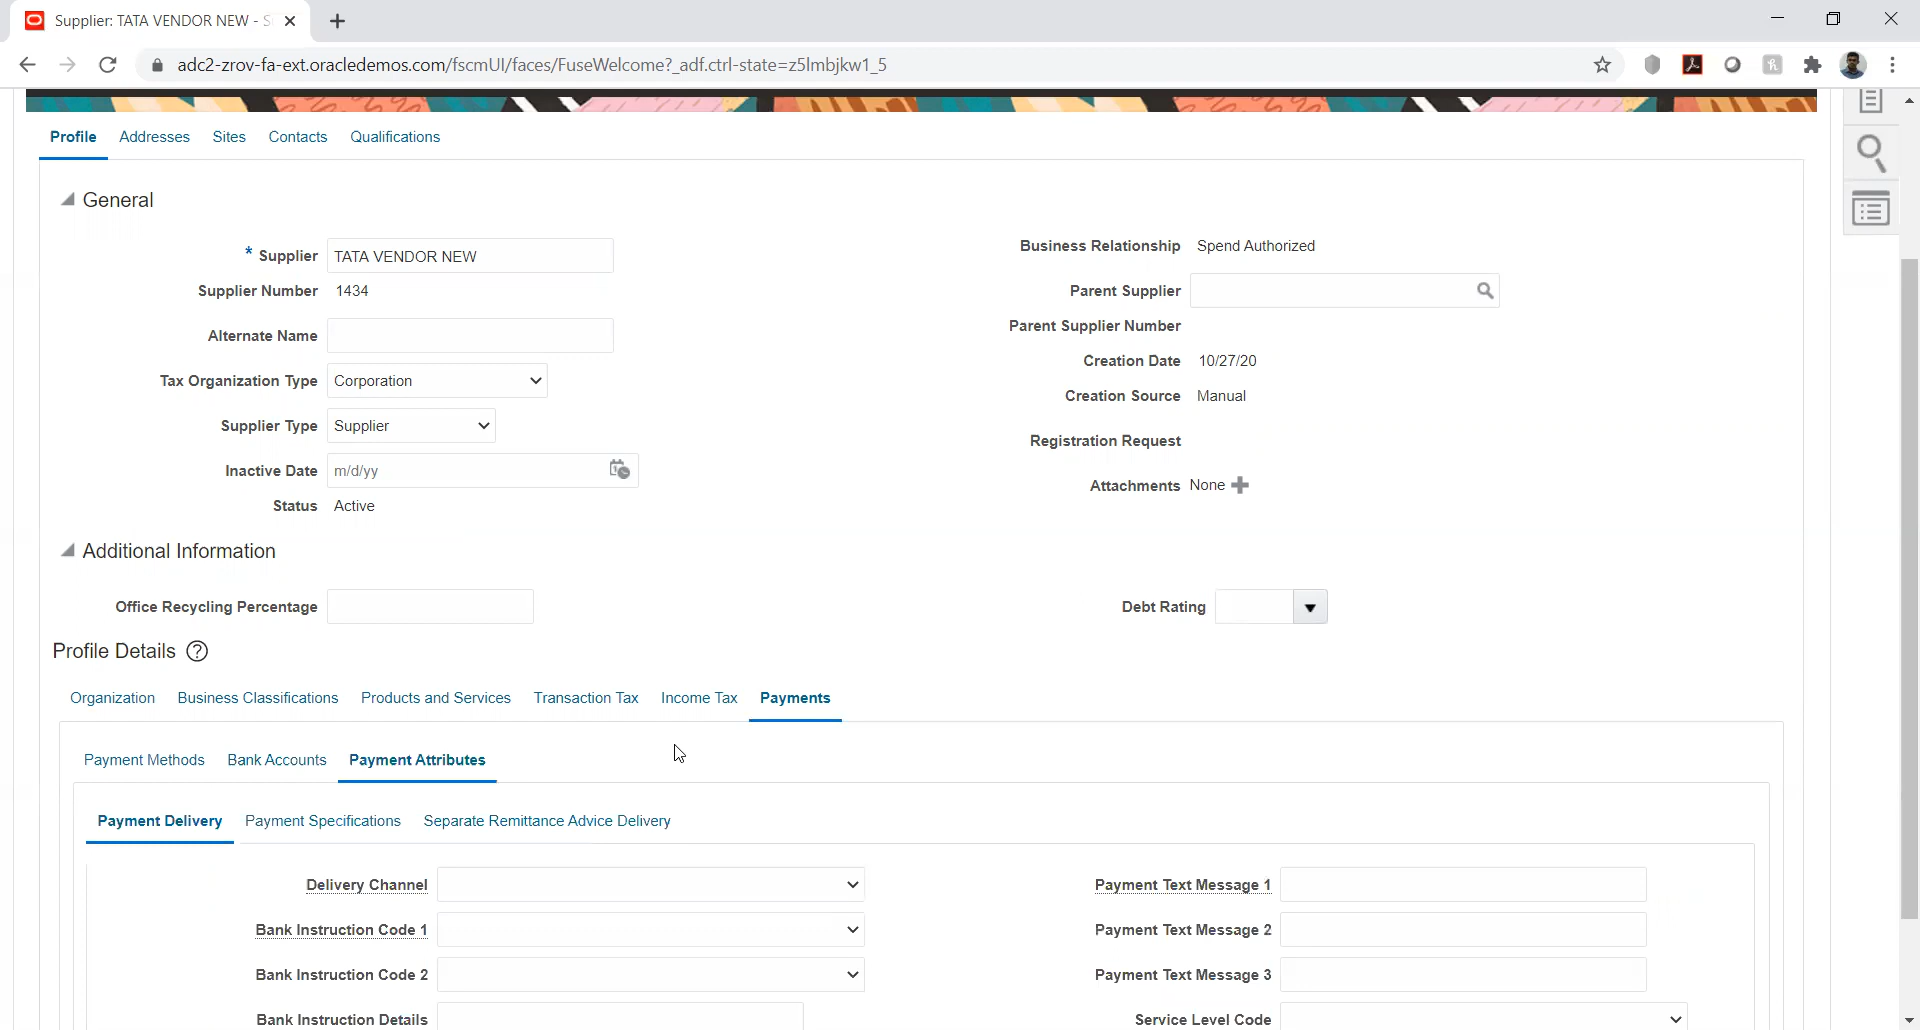 Supplier: TATA VENDOR NEW - S
adc2-zrov-fa-ext.oracledemos.com/fscmUI/faces/FuseWelcome?_adf.ctrl-state=z5lmbjkw1_5
Profile Addresses Sites Contacts Qualifications
General
* Supplier TATA VENDOR NEW
Supplier Number 1434
Alternate Name
Tax Organization Type Corporation
Supplier Type Supplier
Inactive Date m/d/yy
Status Active
Business Relationship Spend Authorized
Parent Supplier
Parent Supplier Number
Creation Date 10/27/20
Creation Source Manual
Registration Request
Attachments None
Additional Information
Office Recycling Percentage
Debt Rating
Profile Details
Organization Business Classifications Products and Services Transaction Tax Income Tax Payments
Payment Methods Bank Accounts Payment Attributes
Payment Delivery Payment Specifications Separate Remittance Advice Delivery
Delivery Channel
Bank Instruction Code 1
Bank Instruction Code 2
Bank Instruction Details
Payment Text Message 1
Payment Text Message 2
Payment Text Message 3
Service Level Code